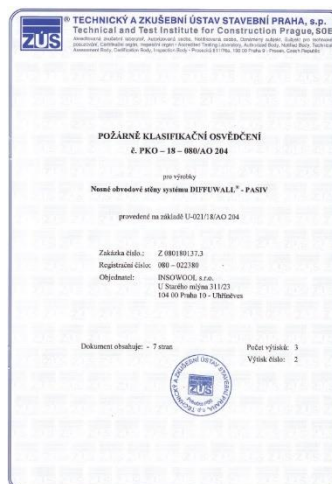 TECHNICKÝ A ZKUŠEBNÍ ÚSTAV STAVEBNÍ PRAHA, s.p.
Technical and Test Institute for Construction Prague, SOE
ZÚS
POŽÁRNĚ KLASIFIKAČNÍ OSVĚDČENÍ
č. PKO – 18 – 080/AO 204
pro výrobky
Nosné obvodové stěny systému DIFFUWALL® - PASIV
provedené na základě U-021/18/AO 204
Zakázka číslo.: Z 080180137.3
Registrační číslo: 080 – 022380
Objednatel: INSOWOOL s.r.o.
U Starého mlýna 311/23
104 00 Praha 10 - Uhříněves
Dokument obsahuje: - 7 stran
Počet výtisků: 3
Výtisk číslo: 2
ZÚS